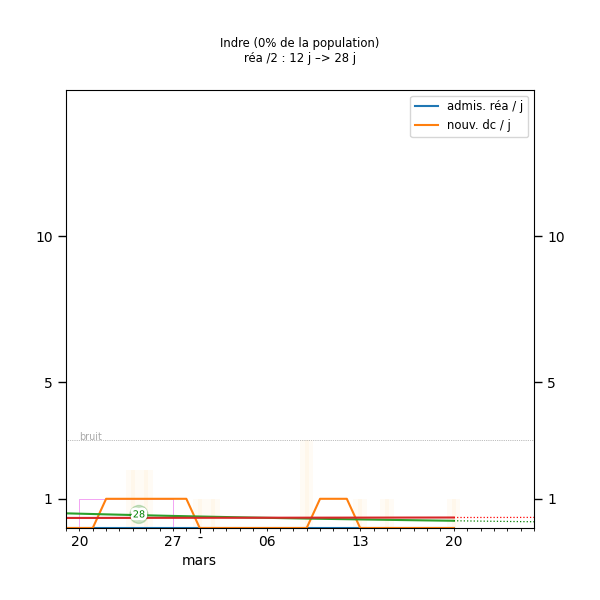 Indre (0% de la population)
réa /2 : 12 j –> 28 j
admis. réa / j
nouv. dc / j
10 10
5 5
bruit
1 1
28
20 27 - 06 13 20
mars